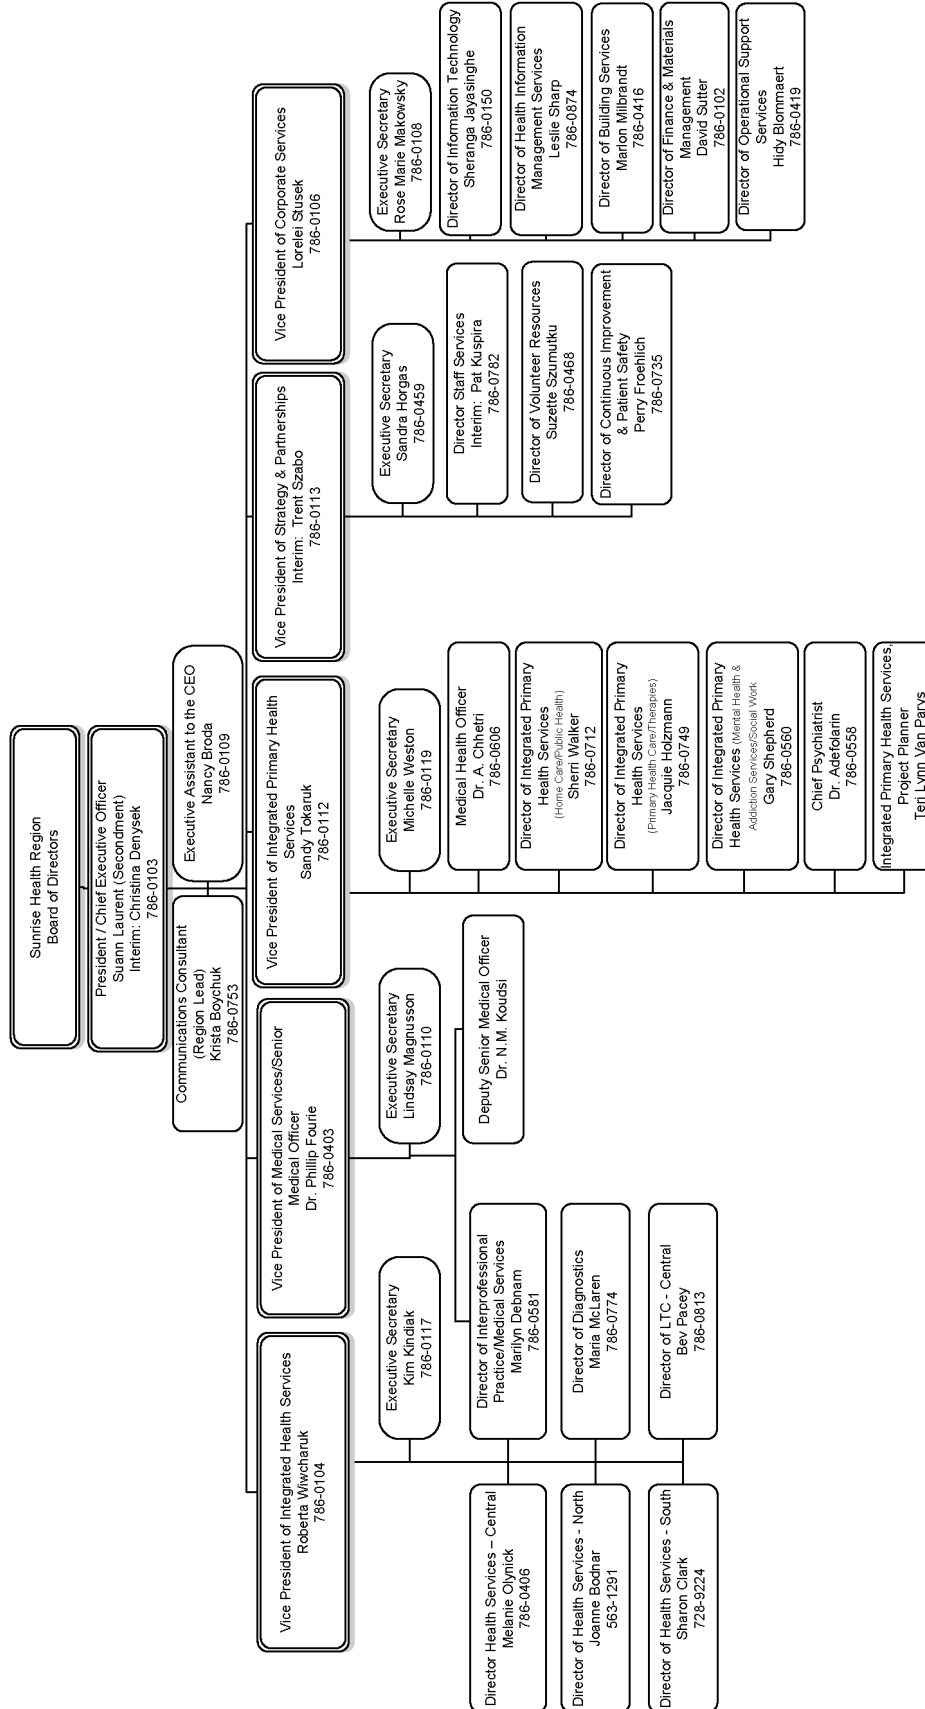 Sunrise Health Region
Board of Directors
President / Chief Executive Officer
Suann Laurent (Secondment)
Interim: Christina Denysek
786-0103
Communications Consultant
(Region Lead)
Krista Boychuk
786-0753
Executive Assistant to the CEO
Nancy Broda
786-0109
Vice President of Integrated Health Services
Roberta Wiwcharuk
786-0104
Vice President of Medical Services/Senior
Medical Officer
Dr. Phillip Fourie
786-0403
Vice President of Integrated Primary Health
Services
Sandy Tokaruk
786-0112
Vice President of Strategy & Partnerships
Interim: Trent Szabo
786-0113
Vice President of Corporate Services
Lorelei Stusek
786-0106
Executive Secretary
Kim Kindiak
786-0117
Director Health Services – Central
Melanie Olynick
786-0406
Director of Health Services - North
Joanne Bodnar
563-1291
Director of Health Services - South
Sharon Clark
728-9224
Director of Interprofessional
Practice/Medical Services
Marilyn Debnam
786-0581
Director of Diagnostics
Maria McLaren
786-0774
Director of LTC - Central
Bev Pacey
786-0813
Executive Secretary
Lindsay Magnusson
786-0110
Deputy Senior Medical Officer
Dr. N.M. Koudsi
Executive Secretary
Michelle Weston
786-0119
Medical Health Officer
Dr. A. Chhetri
786-0606
Director of Integrated Primary
Health Services
(Home Care/Public Health)
Sherri Walker
786-0712
Director of Integrated Primary
Health Services
(Primary Health Care/Therapies)
Jacquie Holzmann
786-0749
Director of Integrated Primary
Health Services (Mental Health &
Addiction Services/Social Work
Gary Shepherd
786-0560
Chief Psychiatrist
Dr. Adefolarin
786-0558
Integrated Primary Health Services,
Project Planner
Teri Lynn Van Parys
Executive Secretary
Sandra Horgas
786-0459
Director Staff Services
Interim: Pat Kuspira
786-0782
Director of Volunteer Resources
Suzette Szumutku
786-0468
Director of Continuous Improvement
& Patient Safety
Perry Froehlich
786-0735
Executive Secretary
Rose Marie Makowsky
786-0108
Director of Information Technology
Sheranga Jayasinghe
786-0150
Director of Health Information
Management Services
Leslie Sharp
786-0874
Director of Building Services
Marlon Milbrandt
786-0416
Director of Finance & Materials
Management
David Sutter
786-0102
Director of Operational Support
Services
Hidy Blommaert
786-0419